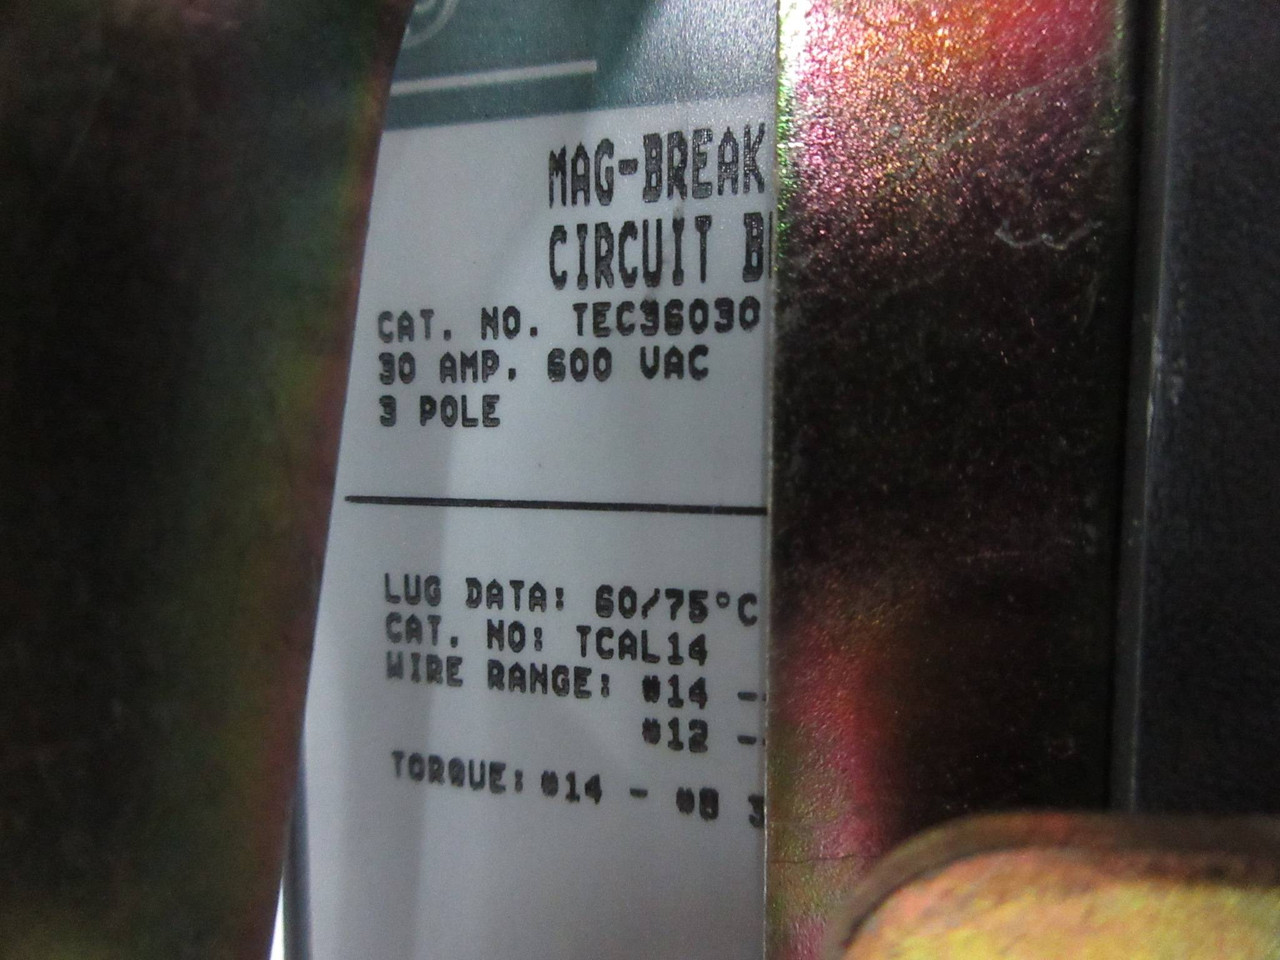 MAG-BREAK
CIRCUIT B
CAT. NO. TEC36030
30 AMP. 600 VAC
3 POLE
LUG DATA: 60/75°C
CAT. NO: TCAL14
WIRE RANGE: #14 -
#12 -
TORQUE: #14 - #8 3